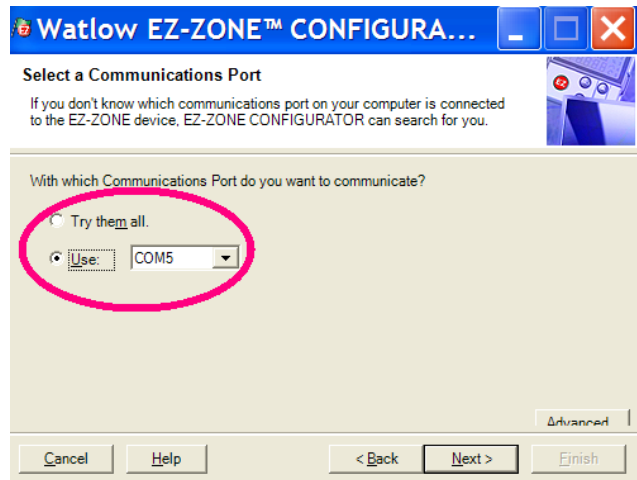 Watlow EZ-ZONE™ CONFIGURA...
Select a Communications Port
If you don't know which communications port on your computer is connected
to the EZ-ZONE device, EZ-ZONE CONFIGURATOR can search for you.
With which Communications Port do you want to communicate?
Try them all.
Use: COM5
Advanced
Cancel Help < Back Next > Finish